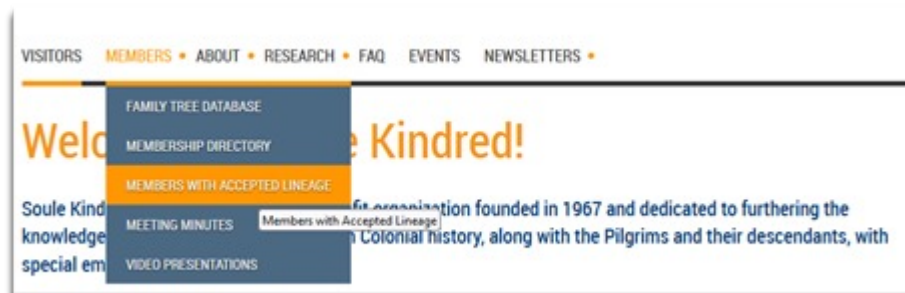 VISITORS MEMBERS • ABOUT • RESEARCH • FAQ EVENTS NEWSLETTERS •
FAMILY TREE DATABASE
Welc Kindred!
MEMBERSHIP DIRECTORY
MEMBERS WITH ACCEPTED LINEAGE
Soule Kind organization founded in 1967 and dedicated to furthering the
MEETING MINUTES
Members with Accepted Lineage
knowledge Colonial history, along with the Pilgrims and their descendants, with
special em
VIDEO PRESENTATIONS